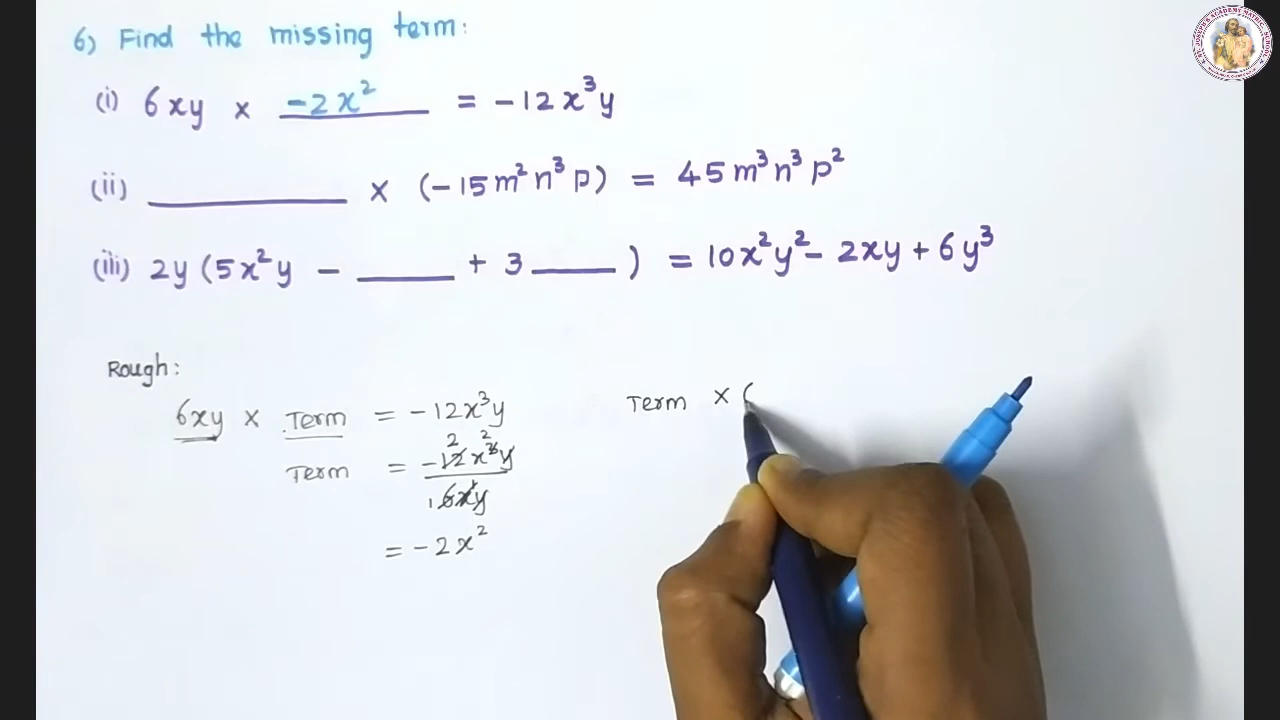 6) Find the missing term:
(i) 6xy × -2x² = -12x³y
(ii) ________ × (-15m²n³p) = 45m³n³p²
(iii) 2y (5x²y - ____ + 3 ____ ) = 10x²y² - 2xy + 6y³
Rough:
6xy × Term = -12x³y
Term = -12x³y / 6xy
= -2x²
Term × (